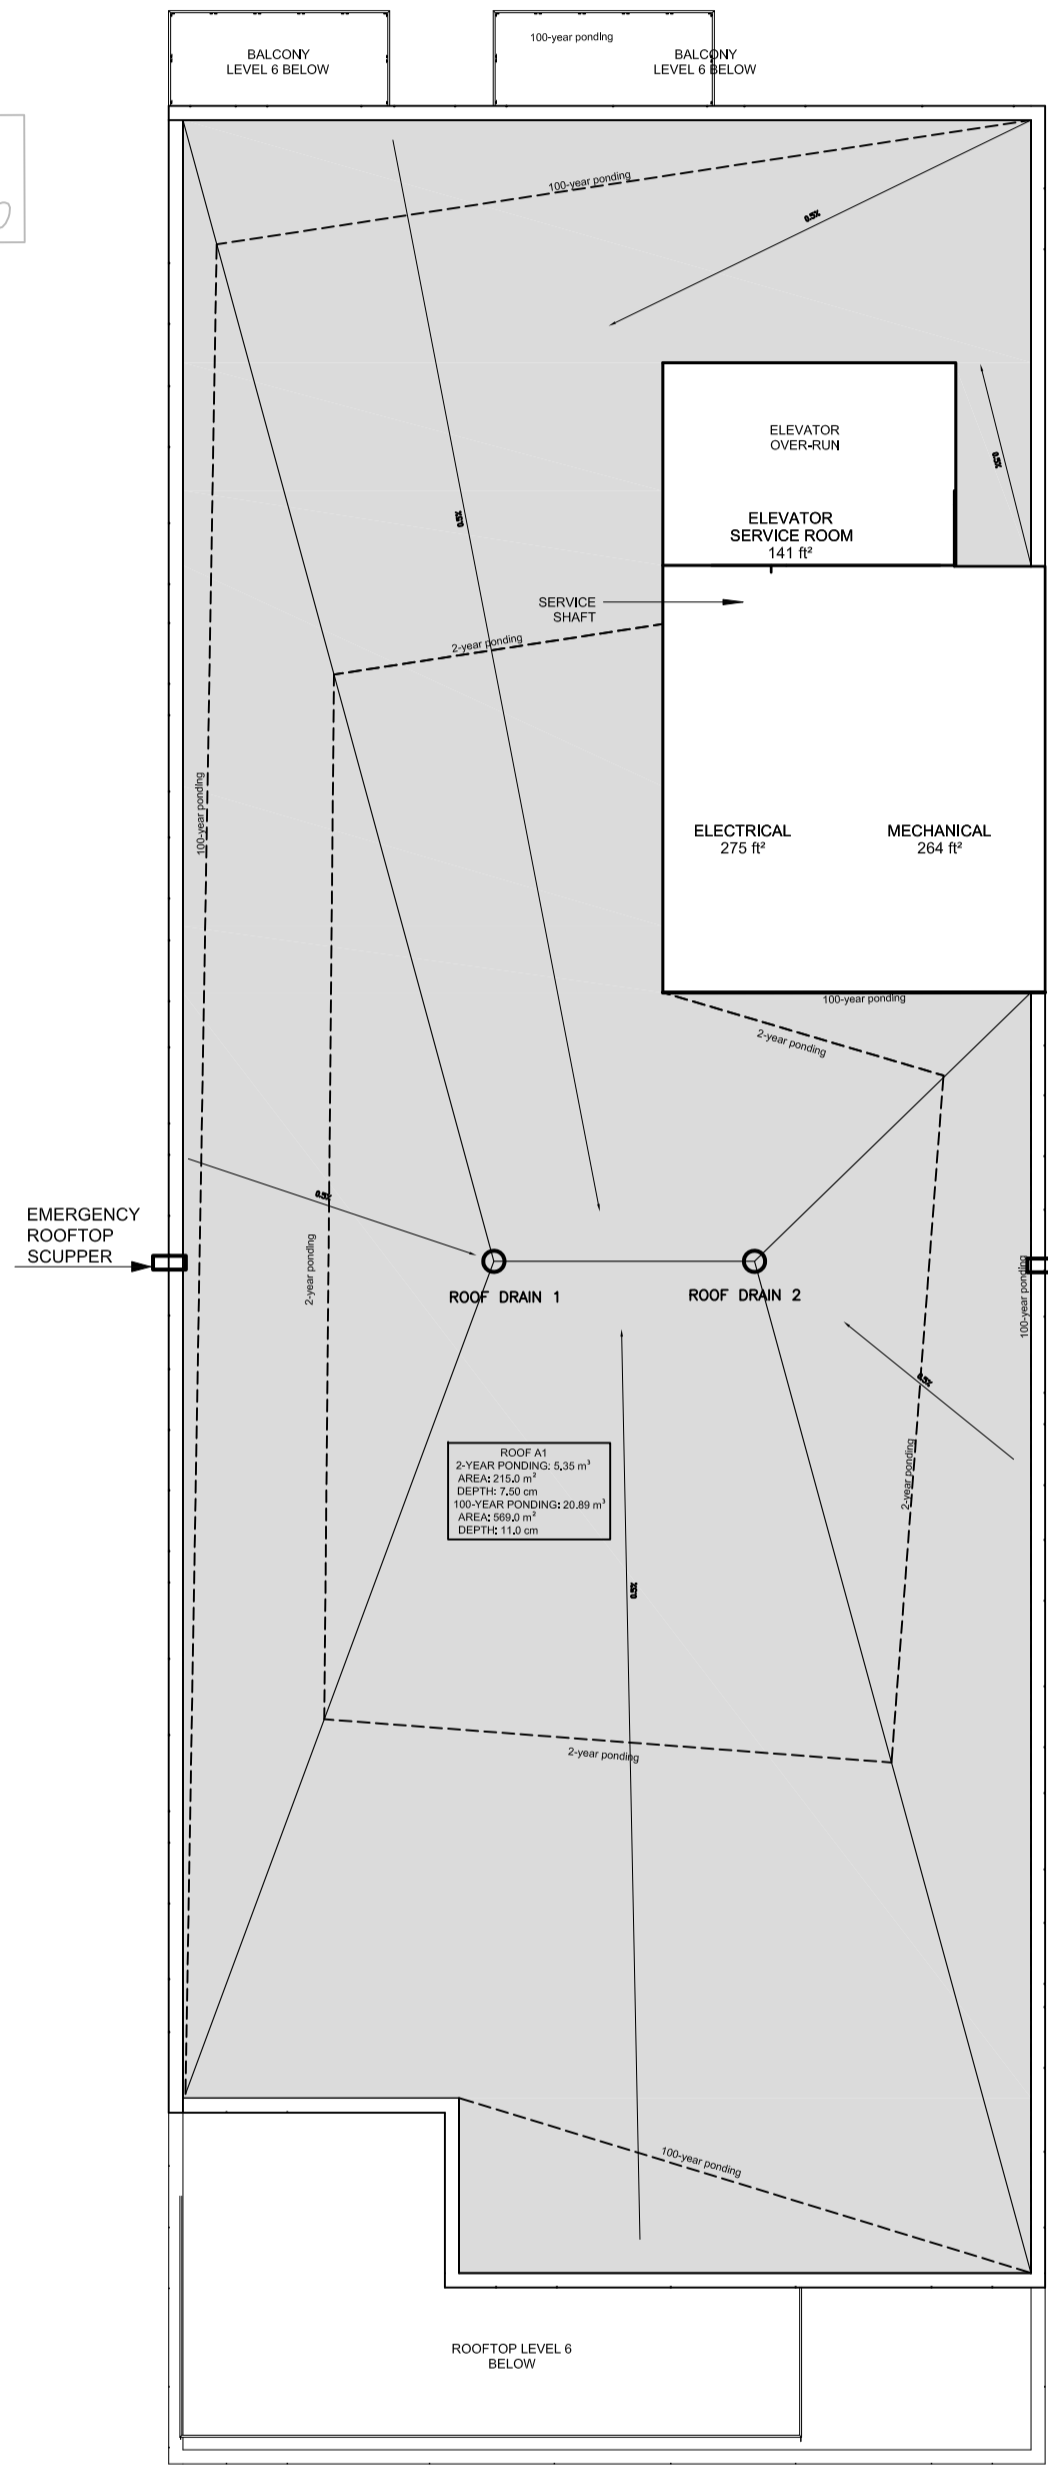 100-year ponding
BALCONY
LEVEL 6 BELOW
BALCONY
LEVEL 6 BELOW
100-year ponding
0.5%
ELEVATOR
OVER-RUN
0.5%
0.5%
ELEVATOR
SERVICE ROOM
141 ft²
SERVICE
SHAFT
2-year ponding
100-year ponding
ELECTRICAL
275 ft²
MECHANICAL
264 ft²
100-year ponding
2-year ponding
0.5%
EMERGENCY
ROOFTOP
SCUPPER
2-year ponding
ROOF DRAIN 1
ROOF DRAIN 2
100-year ponding
0.5%
ROOF A1
2-YEAR PONDING: 5.35 m³
AREA: 215.0 m²
DEPTH: 7.50 cm
100-YEAR PONDING: 20.89 m³
AREA: 569.0 m²
DEPTH: 11.0 cm
2-year ponding
0.5%
2-year ponding
100-year ponding
ROOFTOP LEVEL 6
BELOW